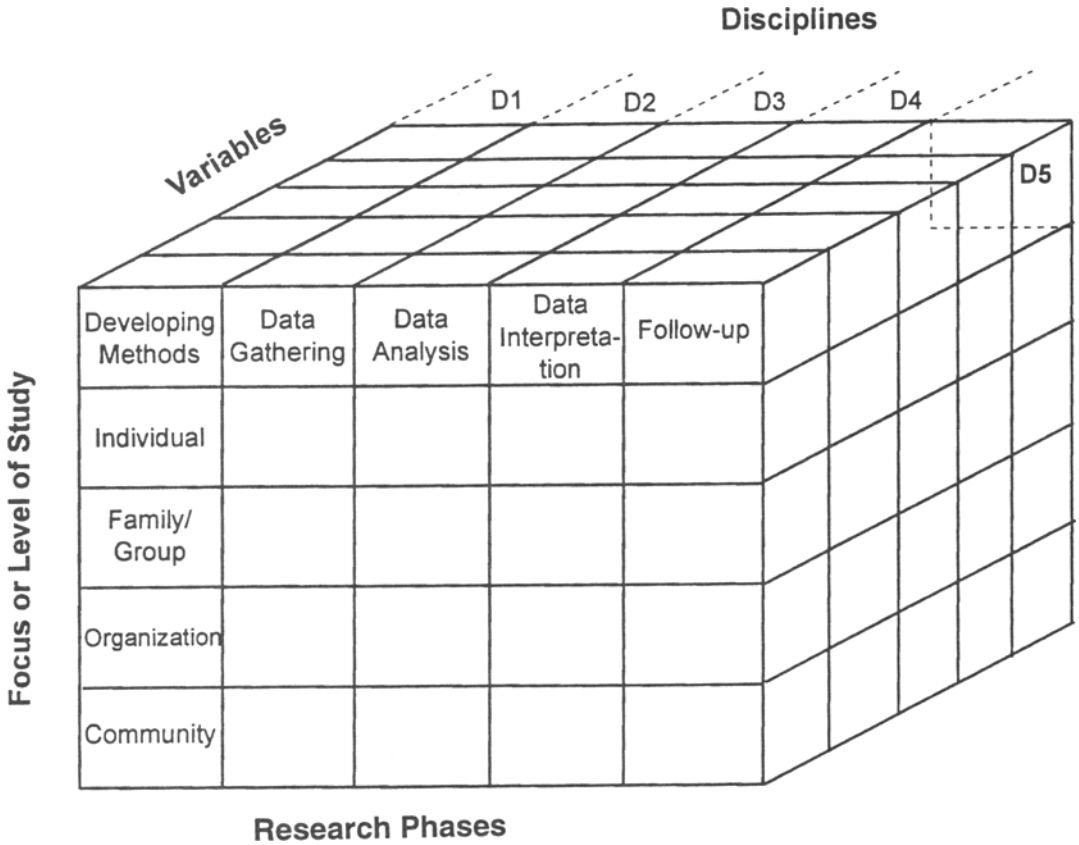 Disciplines
D1
D2
D3
D4
D5
Variables
Developing
Methods
Data
Gathering
Data
Analysis
Data
Interpreta-
tion
Follow-up
Individual
Family/
Group
Organization
Community
Focus or Level of Study
Research Phases